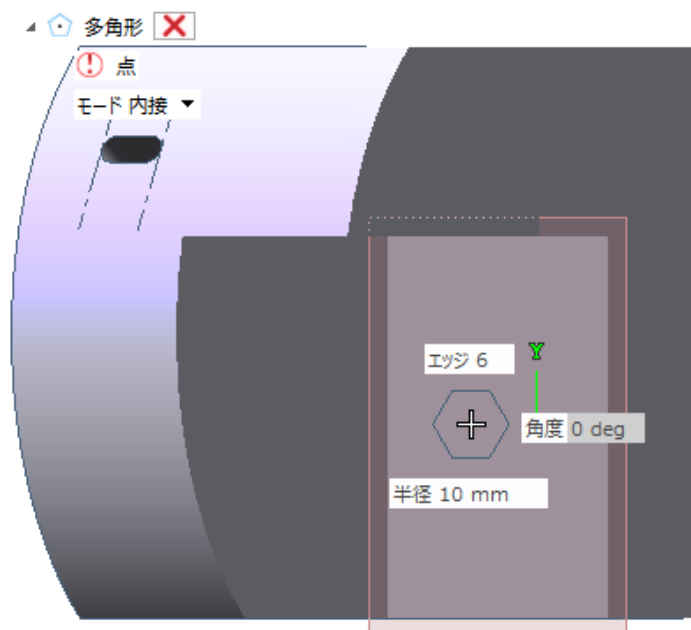 多角形
点
モード 内接
エッジ 6
Y
角度 0 deg
半径 10 mm